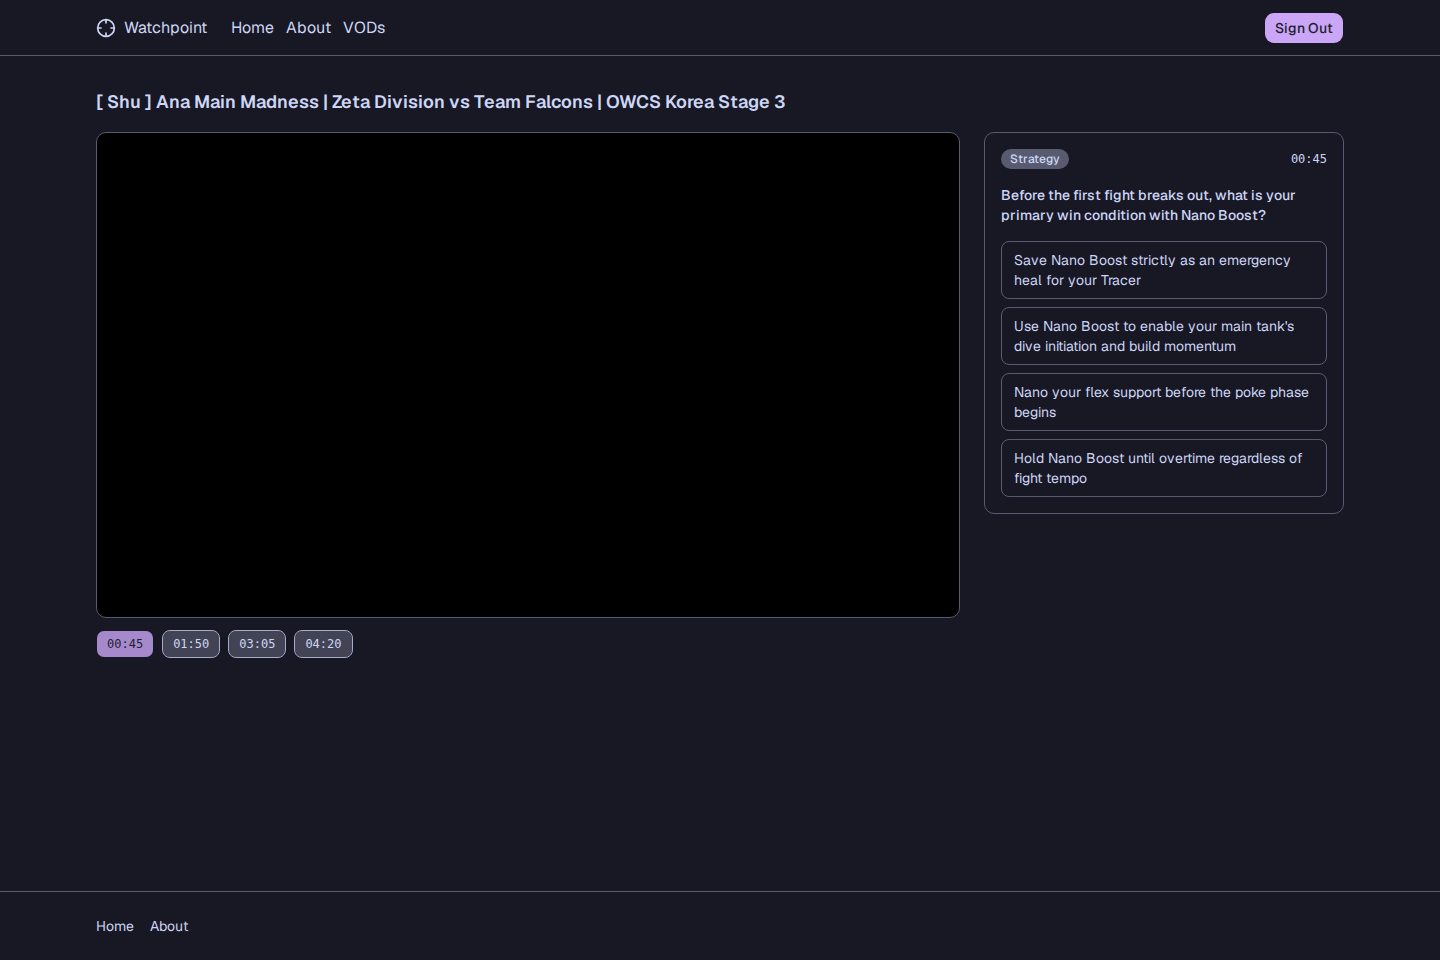 Watchpoint Home About VODs Sign Out
[ Shu ] Ana Main Madness | Zeta Division vs Team Falcons | OWCS Korea Stage 3
Strategy 00:45
Before the first fight breaks out, what is your
primary win condition with Nano Boost?
Save Nano Boost strictly as an emergency
heal for your Tracer
Use Nano Boost to enable your main tank's
dive initiation and build momentum
Nano your flex support before the poke phase
begins
Hold Nano Boost until overtime regardless of
fight tempo
00:45 01:50 03:05 04:20
Home About